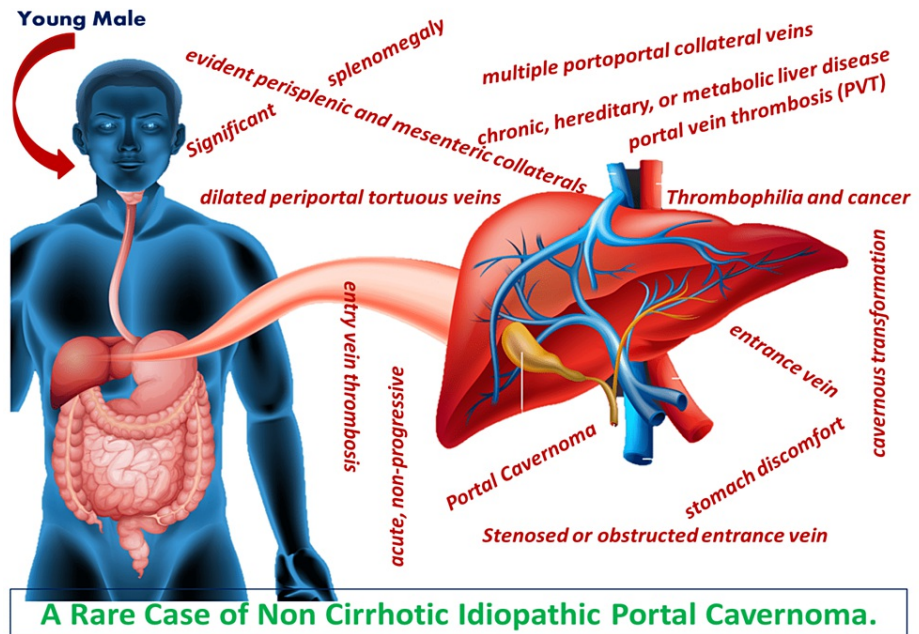 Young Male
splenomegaly
Significant
evident perisplenic and mesenteric collaterals
multiple portoportal collateral veins
chronic, hereditary, or metabolic liver disease
portal vein thrombosis (PVT)
dilated periportal tortuous veins
Thrombophilia and cancer
cavernous transformation
entry vein thrombosis
acute, non-progressive
entrance vein
Portal Cavernoma
stomach discomfort
Stenosed or obstructed entrance vein
A Rare Case of Non Cirrhotic Idiopathic Portal Cavernoma.